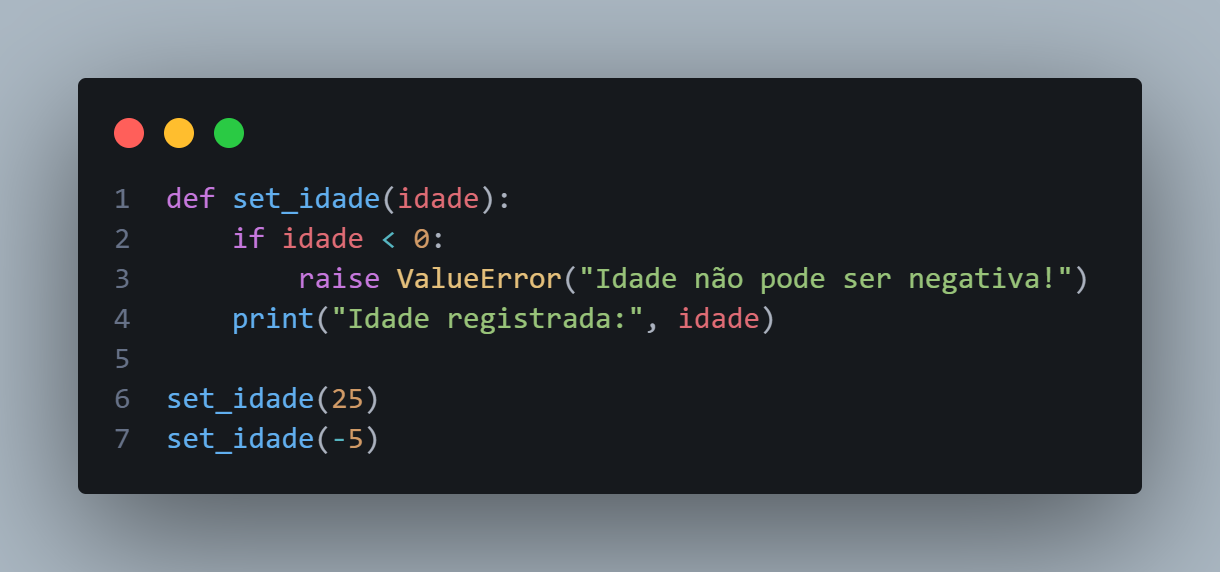 1 def set_idade(idade):
2     if idade < 0:
3         raise ValueError("Idade não pode ser negativa!")
4     print("Idade registrada:", idade)
5
6 set_idade(25)
7 set_idade(-5)